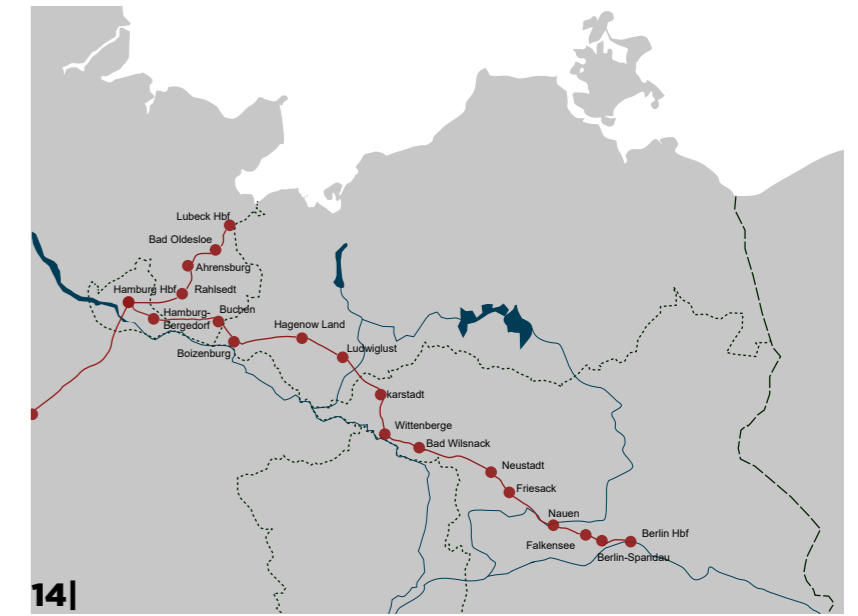 Lubeck Hbf
Bad Oldesloe
Ahrensburg
Hamburg Hbf
Rahlsedt
Hamburg-
Bergedorf
Buchen
Boizenburg
Hagenow Land
Ludwiglust
karstadt
Wittenberge
Bad Wilsnack
Neustadt
Friesack
Nauen
Falkensee
Berlin Hbf
Berlin-Spandau
14|